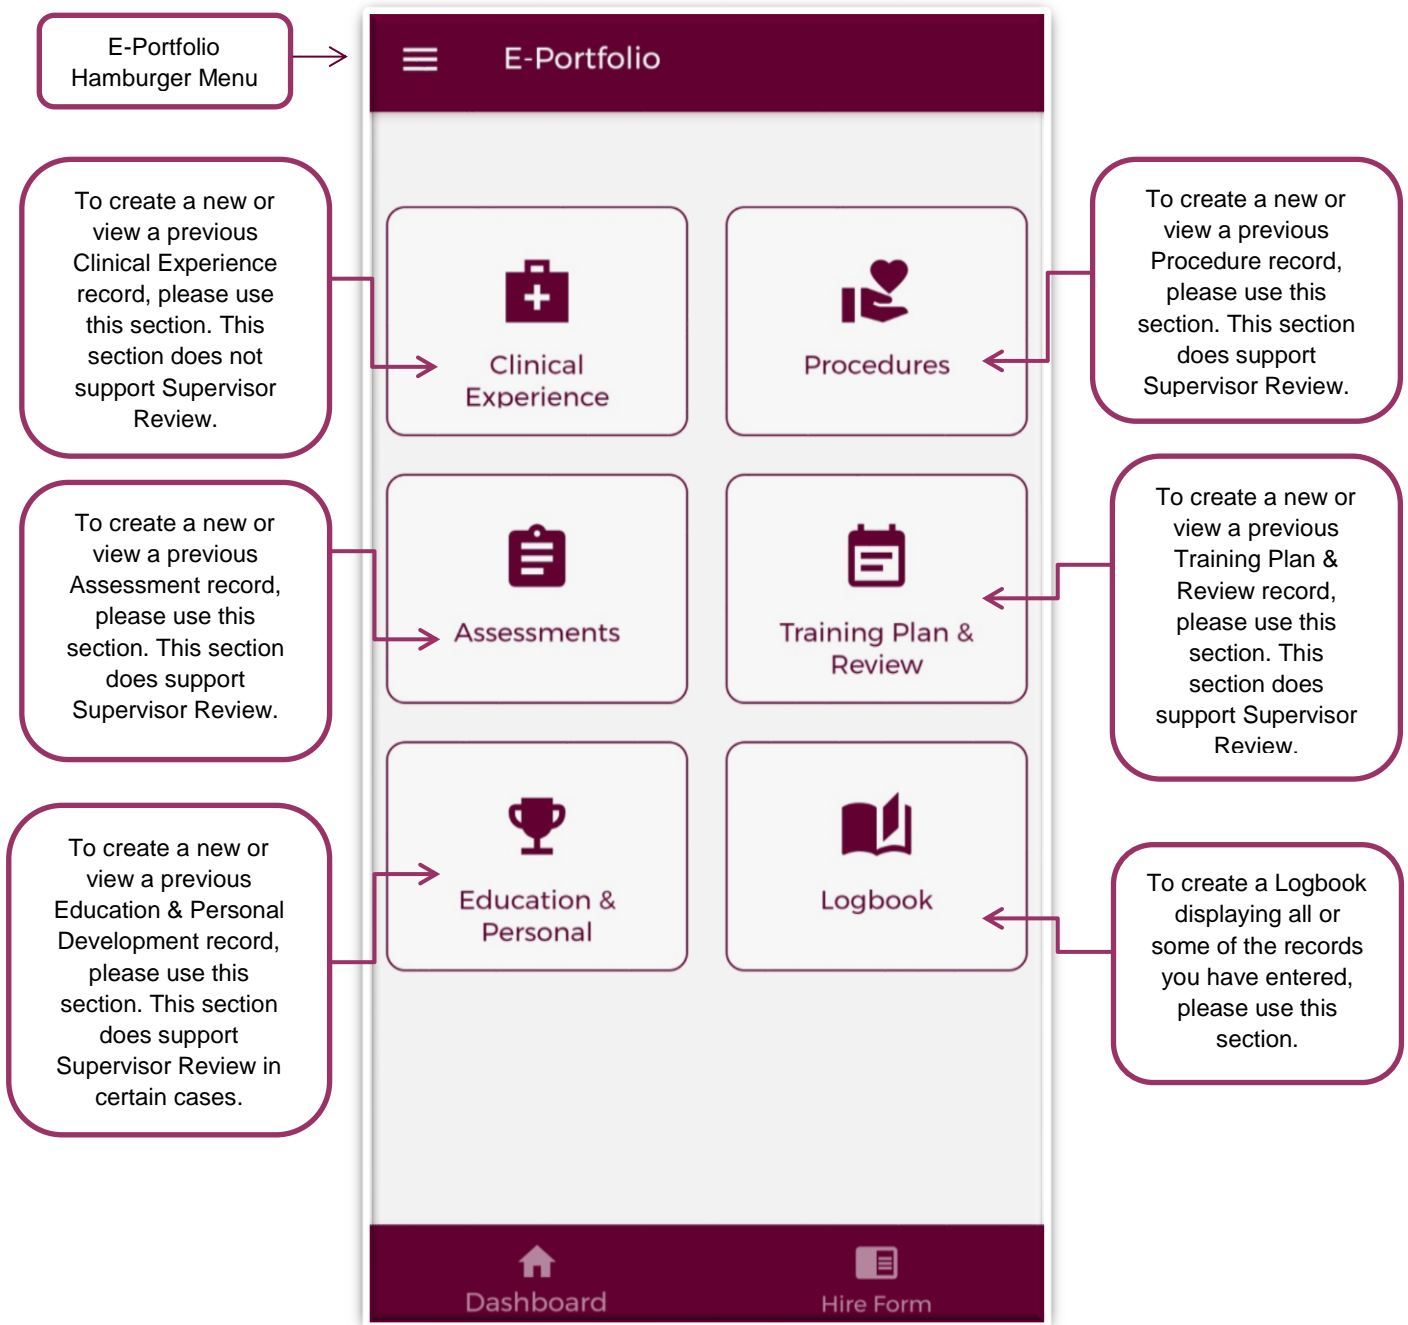 E-Portfolio
Hamburger Menu
E-Portfolio
To create a new or
view a previous
Clinical Experience
record, please use
this section. This
section does not
support Supervisor
Review.
Clinical
Experience
Procedures
To create a new or
view a previous
Procedure record,
please use this
section. This section
does support
Supervisor Review.
To create a new or
view a previous
Assessment record,
please use this
section. This section
does support
Supervisor Review.
Assessments
Training Plan &
Review
To create a new or
view a previous
Training Plan &
Review record,
please use this
section. This
section does
support Supervisor
Review.
To create a new or
view a previous
Education & Personal
Development record,
please use this
section. This section
does support
Supervisor Review in
certain cases.
Education &
Personal
Logbook
To create a Logbook
displaying all or
some of the records
you have entered,
please use this
section.
Dashboard
Hire Form